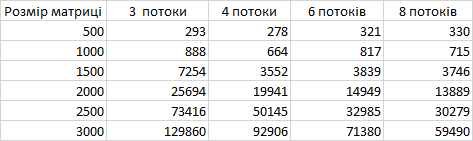 Розмір матриці 3 потоки 4 потоки 6 потоків 8 потоків
500 293 278 321 330
1000 888 664 817 715
1500 7254 3552 3839 3746
2000 25694 19941 14949 13889
2500 73416 50145 32985 30279
3000 129860 92906 71380 59490